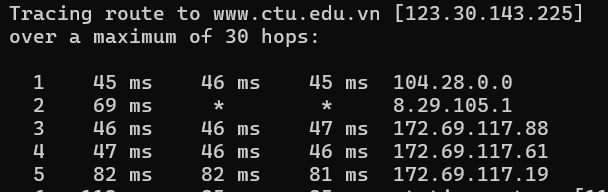 Tracing route to www.ctu.edu.vn [123.30.143.225]
over a maximum of 30 hops:
1 45 ms 46 ms 45 ms 104.28.0.0
2 69 ms * * 8.29.105.1
3 46 ms 46 ms 47 ms 172.69.117.88
4 47 ms 46 ms 46 ms 172.69.117.61
5 82 ms 82 ms 81 ms 172.69.117.19